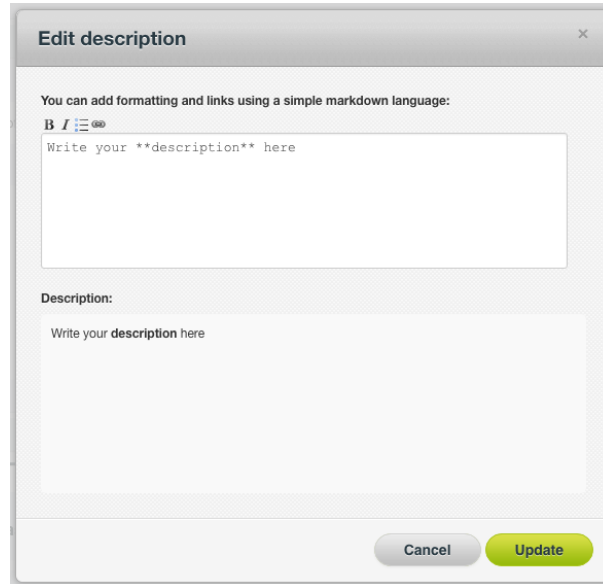 Edit description
×
You can add formatting and links using a simple markdown language:
B I
Write your **description** here
Description:
Write your description here
Cancel Update